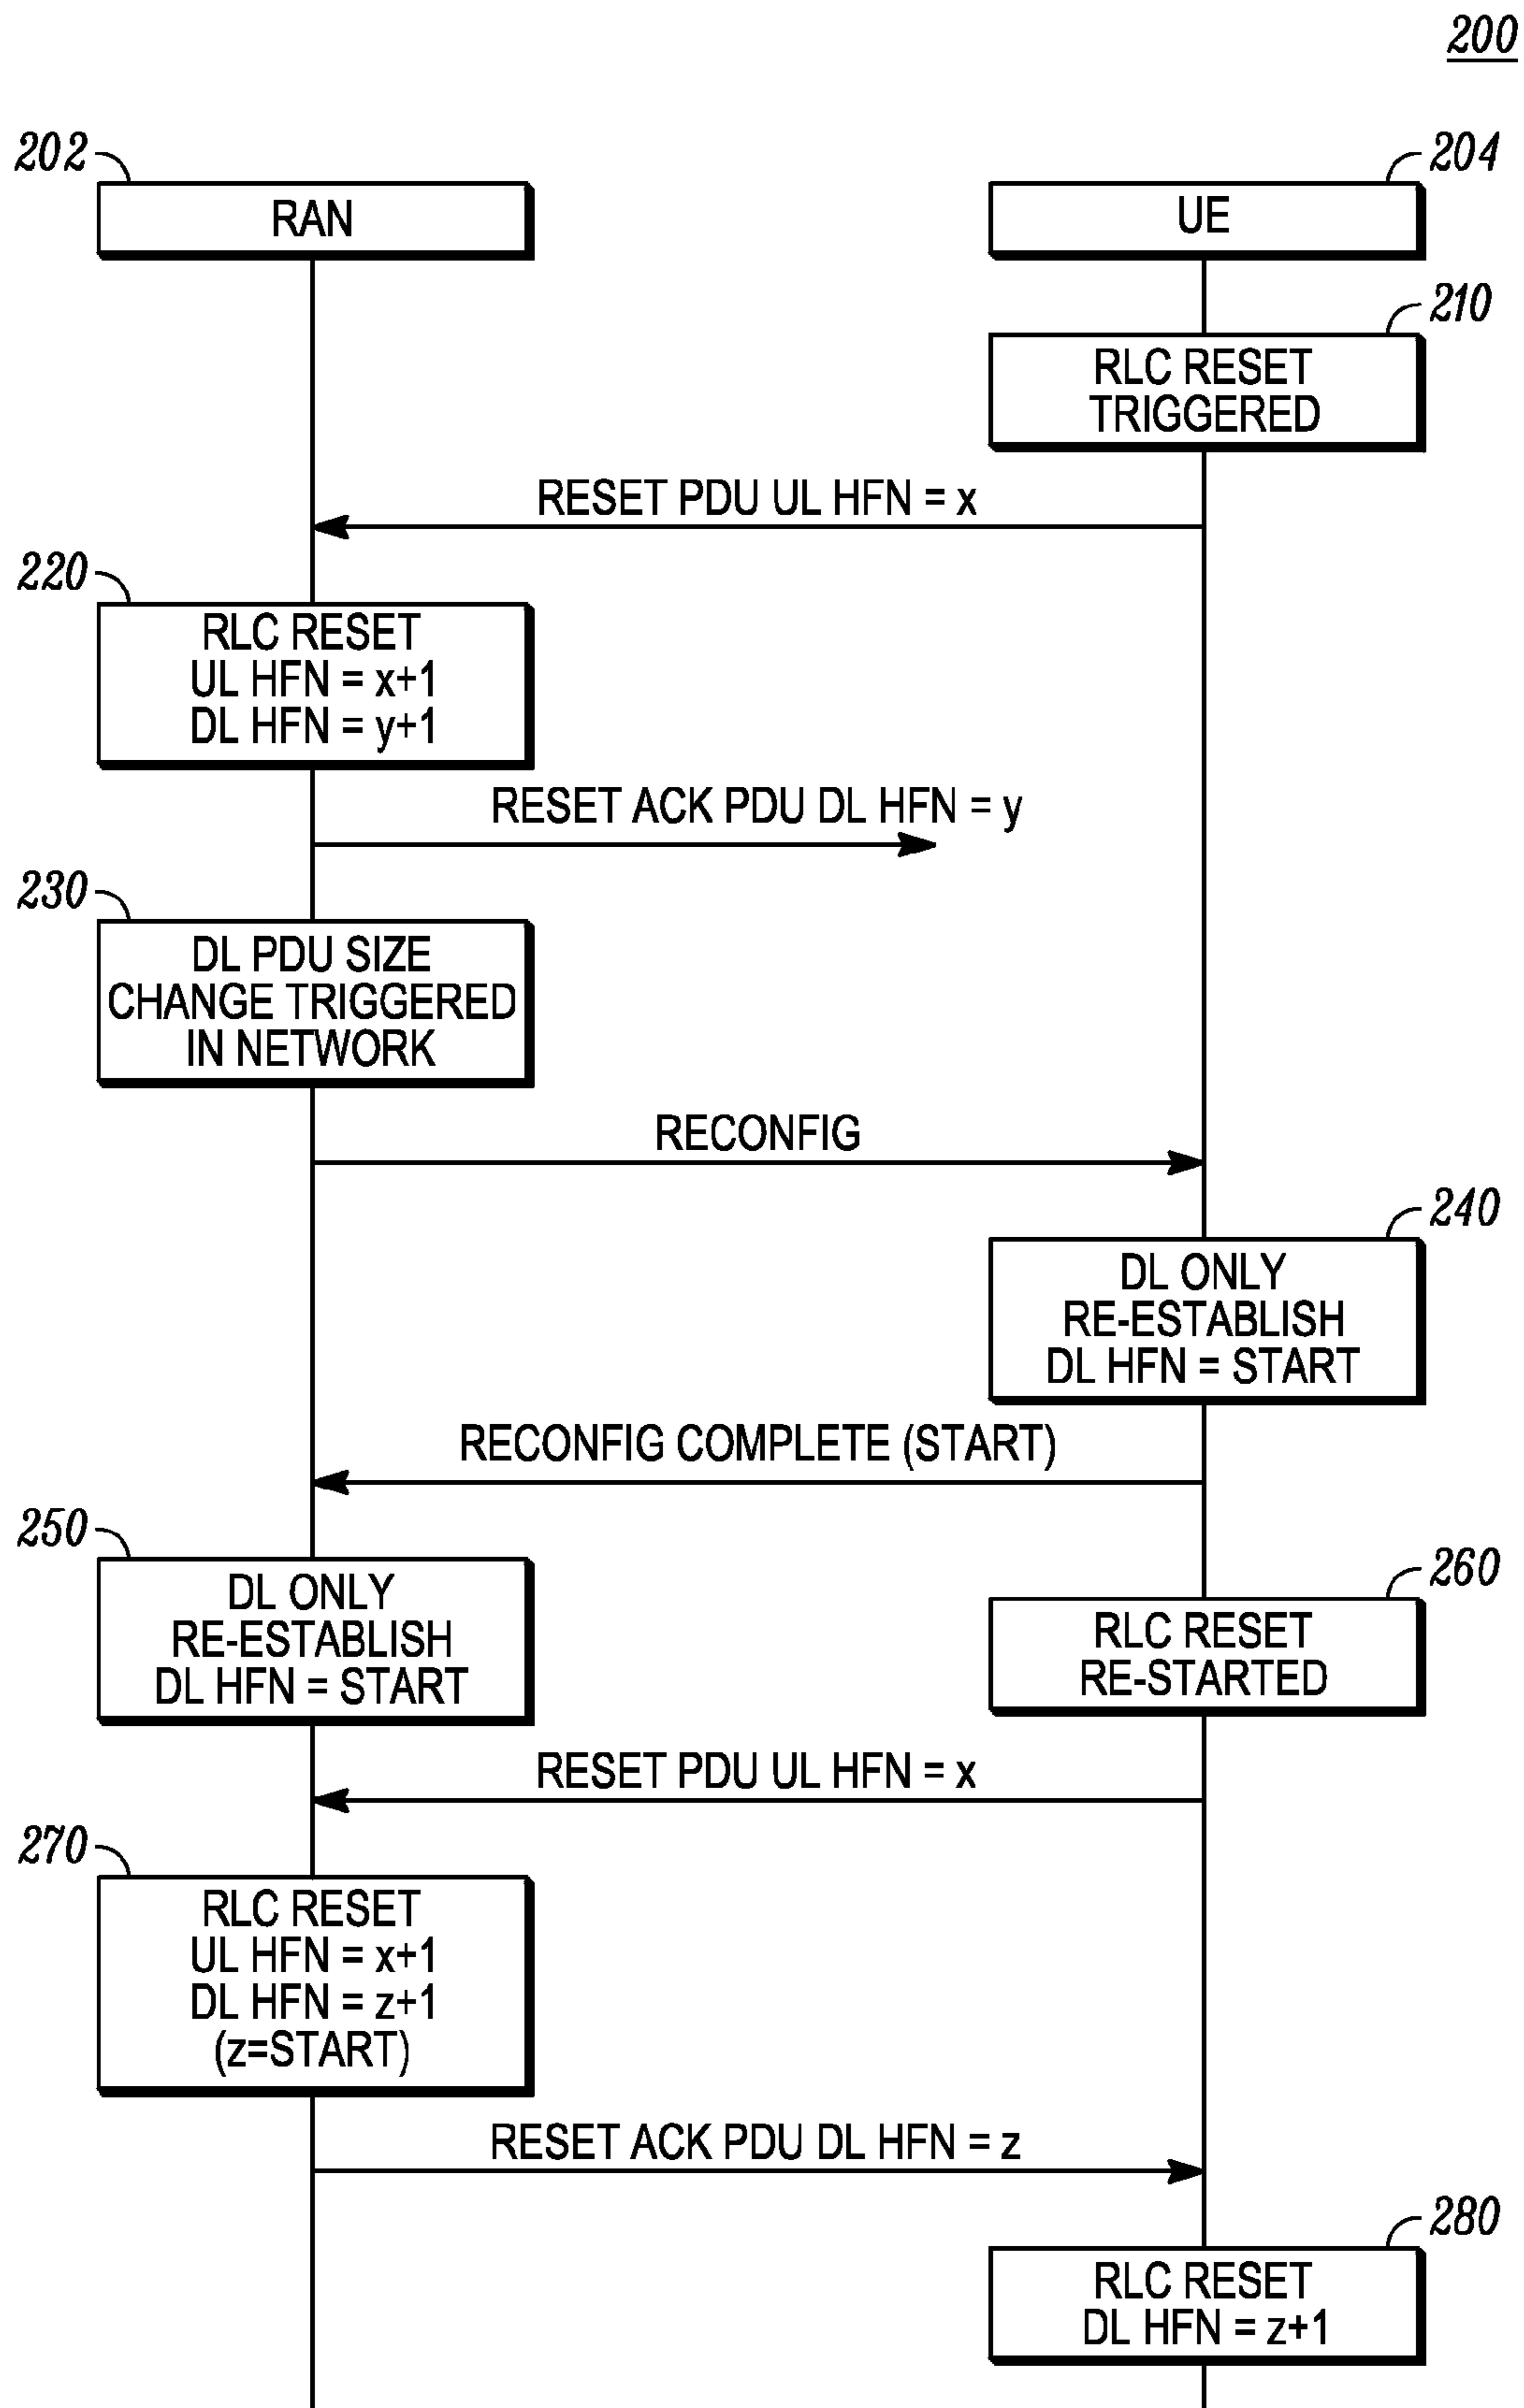 200
202
204
RAN
UE
210
RLC RESET
TRIGGERED
RESET PDU UL HFN = x
220
RLC RESET
UL HFN = x+1
DL HFN = y+1
RESET ACK PDU DL HFN = y
230
DL PDU SIZE
CHANGE TRIGGERED
IN NETWORK
RECONFIG
240
DL ONLY
RE-ESTABLISH
DL HFN = START
RECONFIG COMPLETE (START)
250
DL ONLY
RE-ESTABLISH
DL HFN = START
260
RLC RESET
RE-STARTED
RESET PDU UL HFN = x
270
RLC RESET
UL HFN = x+1
DL HFN = z+1
(z=START)
RESET ACK PDU DL HFN = z
280
RLC RESET
DL HFN = z+1